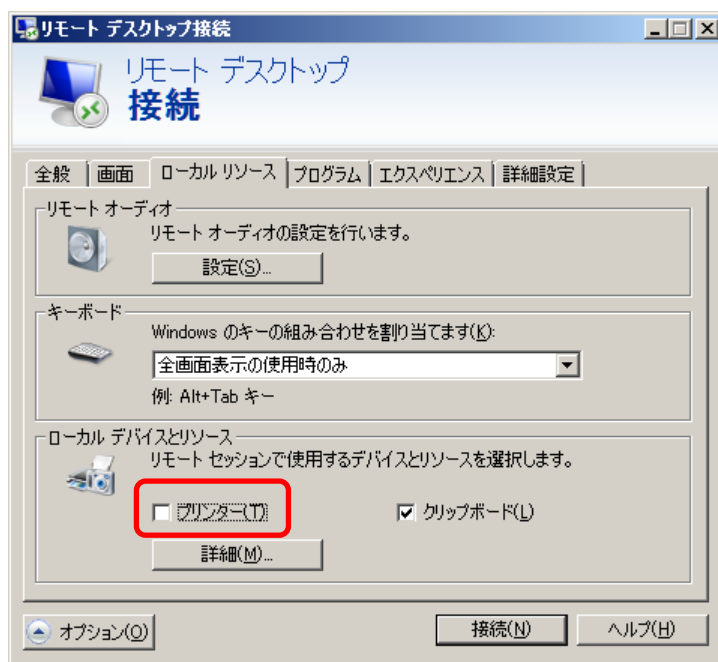 リモート デスクトップ接続
リモート デスクトップ
接続
全般 画面 ローカル リソース プログラム エクスペリエンス 詳細設定
リモート オーディオ
リモート オーディオの設定を行います。
設定(S)...
キーボード
Windows のキーの組み合わせを割り当てます(K):
全画面表示の使用時のみ
例: Alt+Tab キー
ローカル デバイスとリソース
リモート セッションで使用するデバイスとリソースを選択します。
プリンター(T) クリップボード(L)
詳細(M)...
オプション(O) 接続(N) ヘルプ(H)